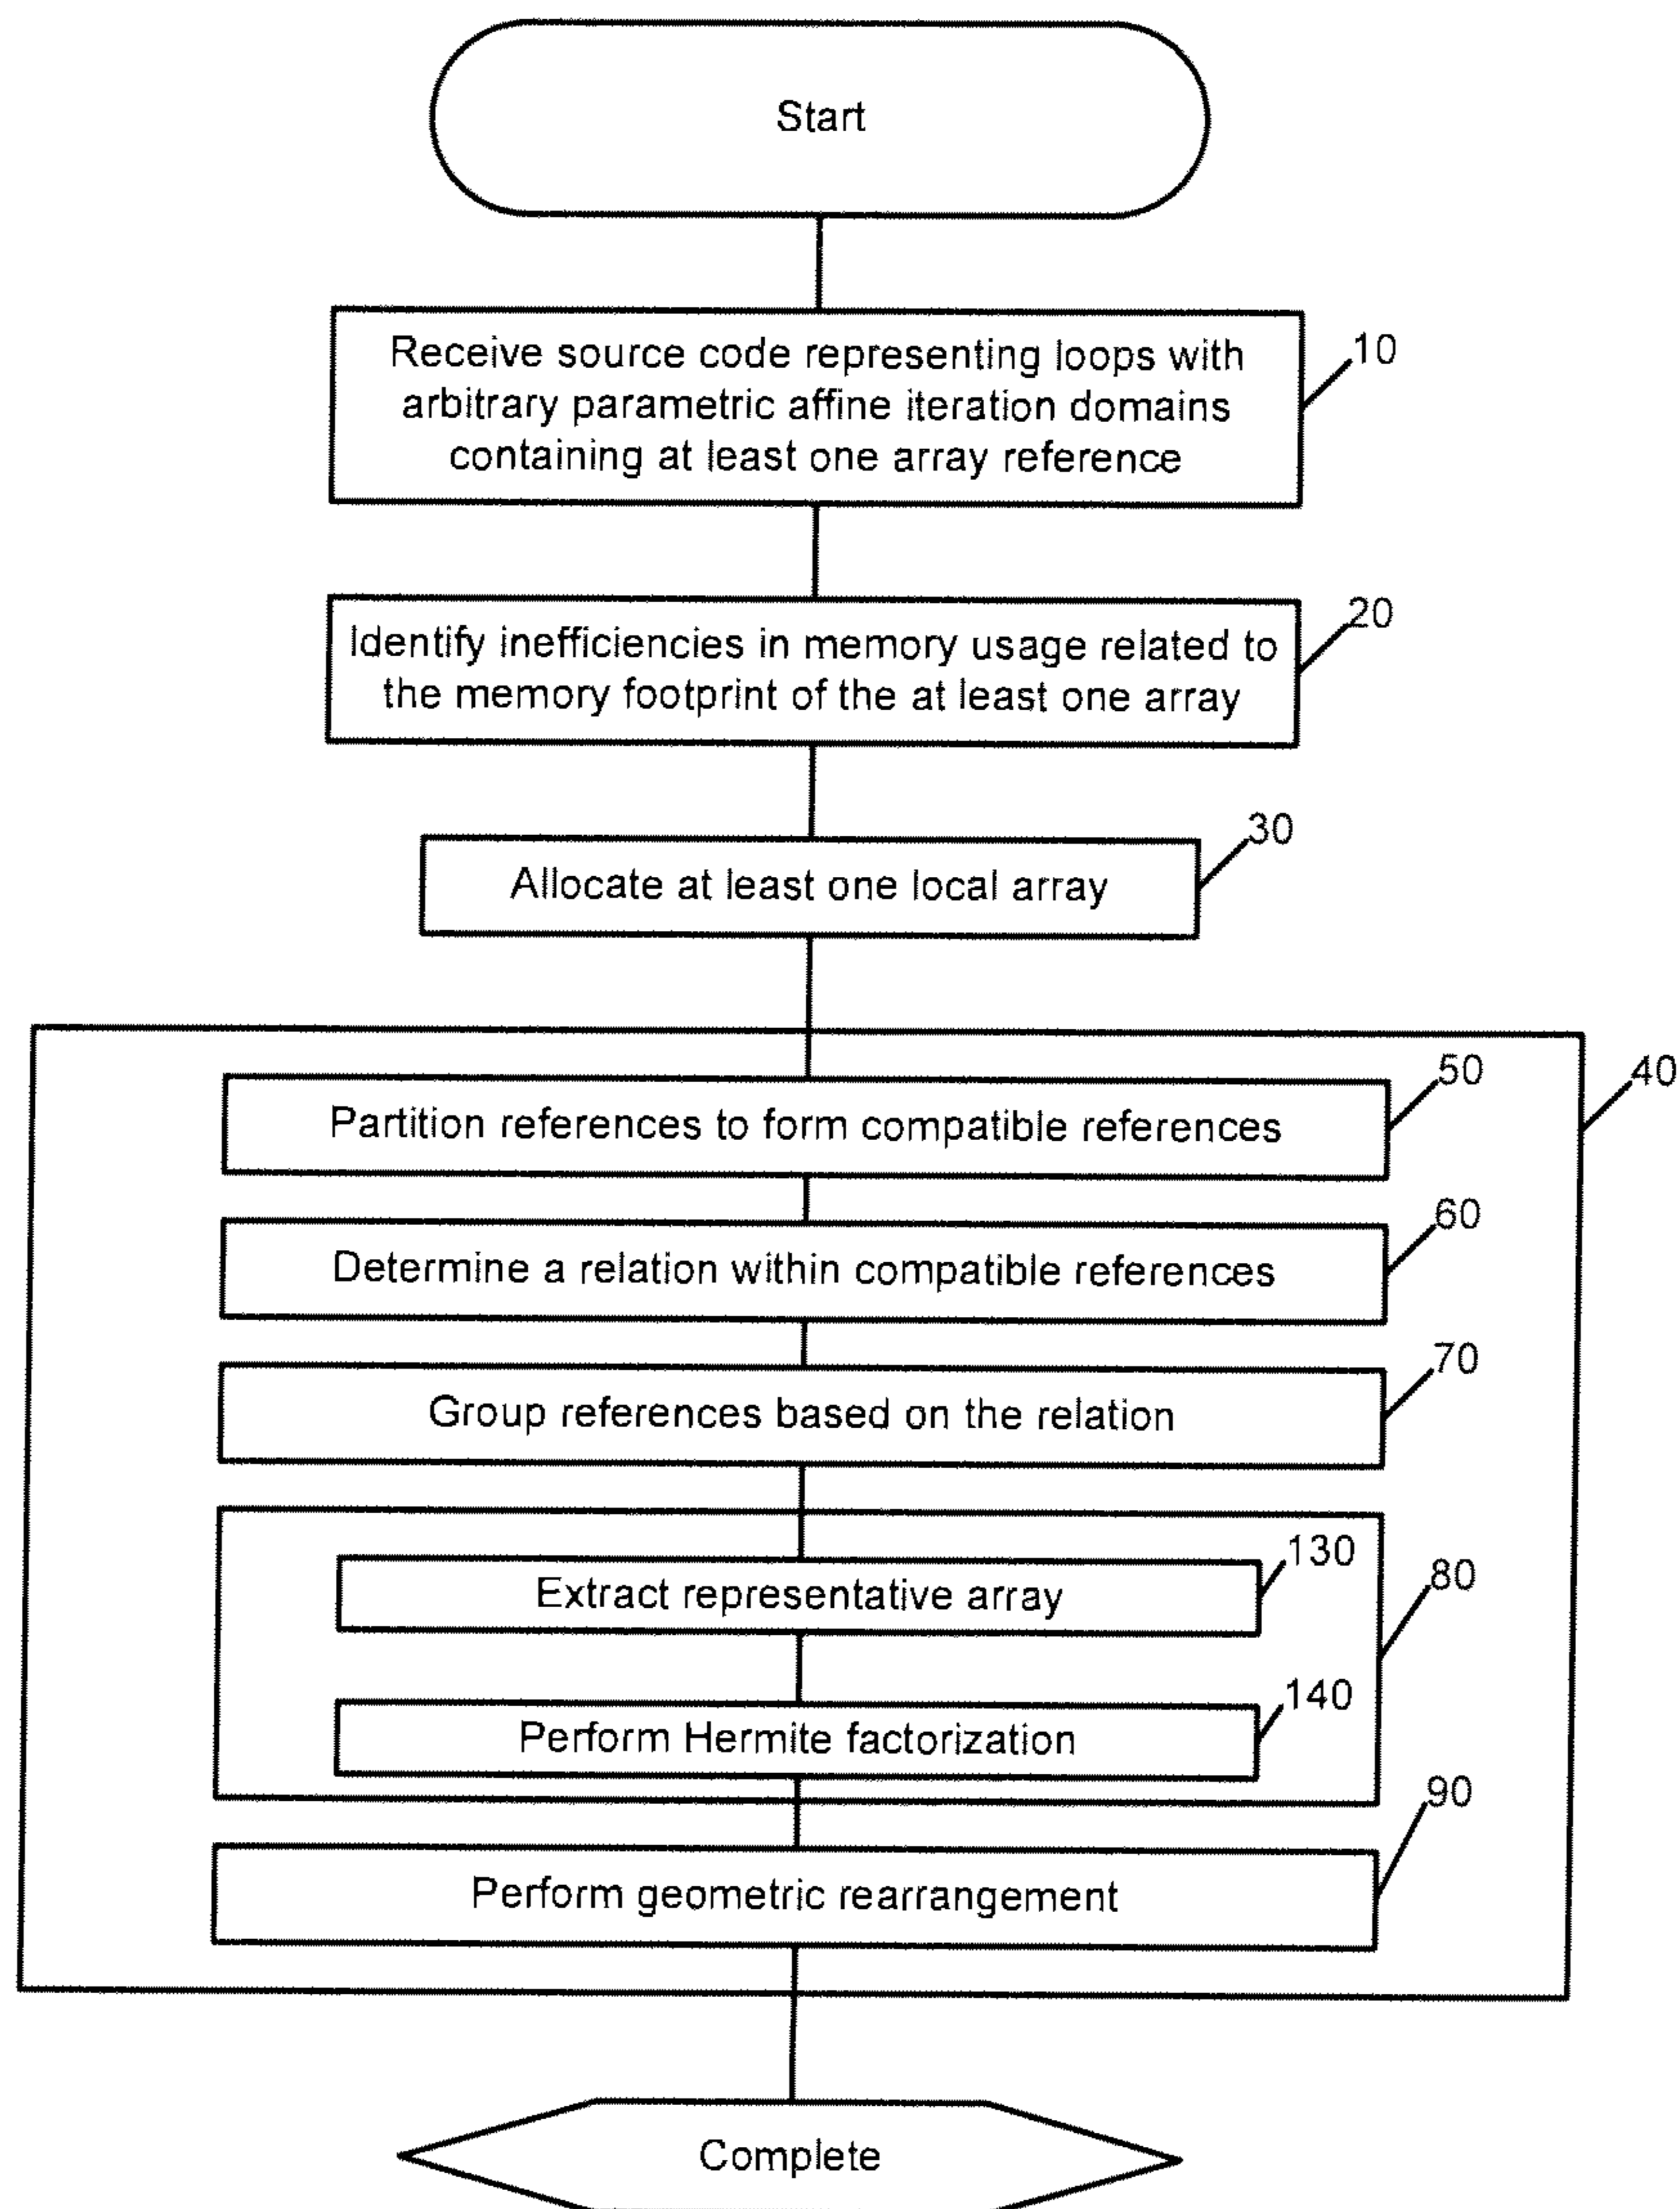 Start
Receive source code representing loops with
arbitrary parametric affine iteration domains
containing at least one array reference
10
Identify inefficiencies in memory usage related to
the memory footprint of the at least one array
20
Allocate at least one local array
30
40
Partition references to form compatible references
50
Determine a relation within compatible references
60
Group references based on the relation
70
80
Extract representative array
130
Perform Hermite factorization
140
Perform geometric rearrangement
90
Complete